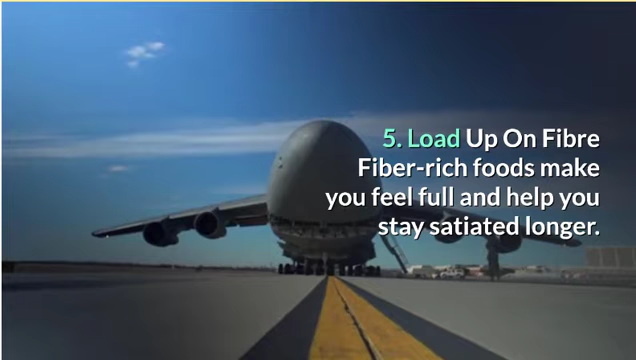 5. Load Up On Fibre
Fiber-rich foods make
you feel full and help you
stay satiated longer.